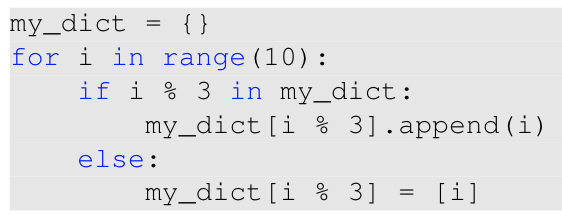 my_dict = {}
for i in range(10):
    if i % 3 in my_dict:
        my_dict[i % 3].append(i)
    else:
        my_dict[i % 3] = [i]